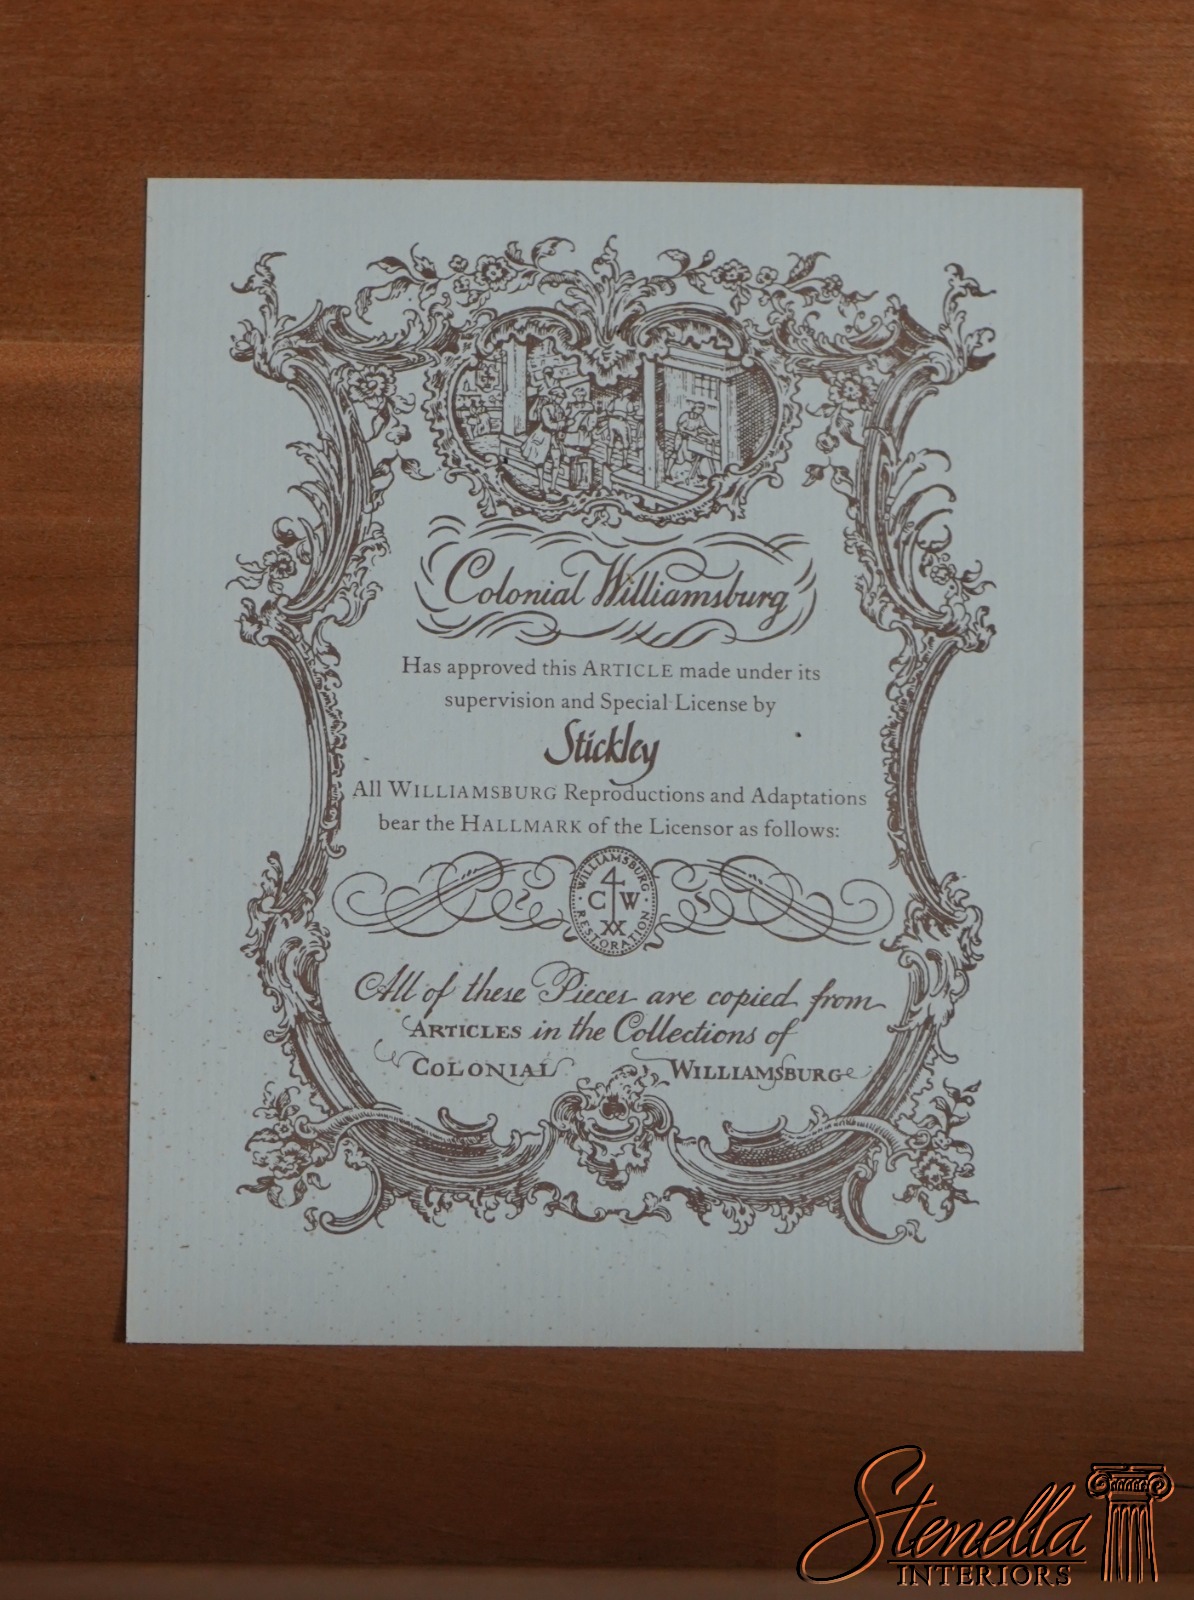 Colonial Williamsburg
Has approved this ARTICLE made under its
supervision and Special License by
Stickley
All WILLIAMSBURG Reproductions and Adaptations
bear the HALLMARK of the Licensor as follows:
WILLIAMSBURG
C W
RESTORATION
All of these Pieces are copied from
ARTICLES in the Collections of
COLONIAL WILLIAMSBURG
Stenella
INTERIORS